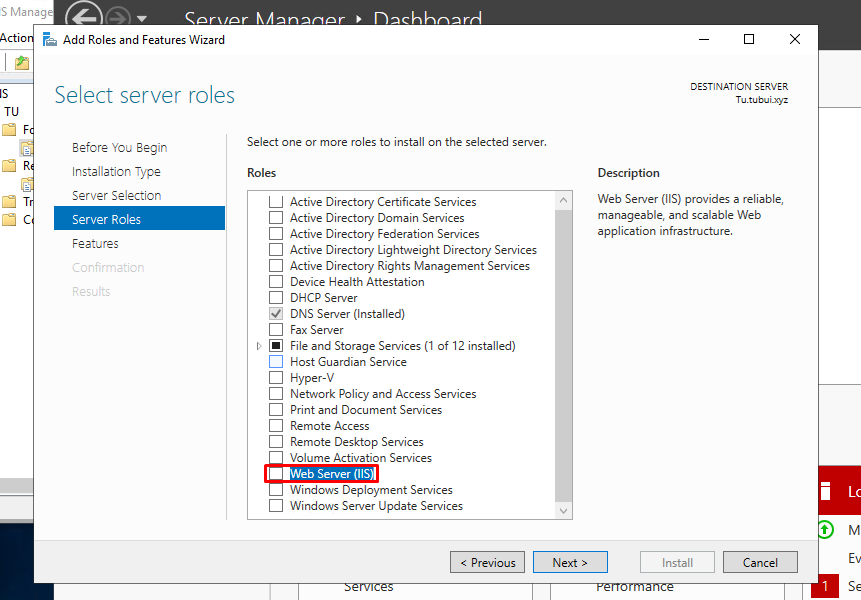 IS Manage
Server Manager • Dashboard
Action
Add Roles and Features Wizard
Select server roles
DESTINATION SERVER
Tu.tubui.xyz
IS
TU
Fo
Re
Tr
Co
Before You Begin
Installation Type
Server Selection
Server Roles
Features
Confirmation
Results
Select one or more roles to install on the selected server.
Roles
Active Directory Certificate Services
Active Directory Domain Services
Active Directory Federation Services
Active Directory Lightweight Directory Services
Active Directory Rights Management Services
Device Health Attestation
DHCP Server
DNS Server (Installed)
Fax Server
File and Storage Services (1 of 12 installed)
Host Guardian Service
Hyper-V
Network Policy and Access Services
Print and Document Services
Remote Access
Remote Desktop Services
Volume Activation Services
Web Server (IIS)
Windows Deployment Services
Windows Server Update Services
Description
Web Server (IIS) provides a reliable,
manageable, and scalable Web
application infrastructure.
< Previous
Next >
Install
Cancel
Lo
M
Ev
1 Se
Services
Performance